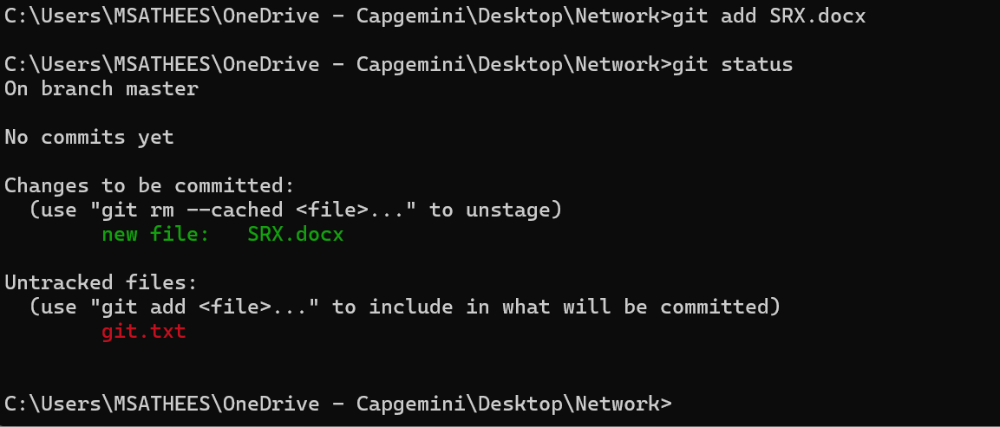 C:\Users\MSATHEES\OneDrive - Capgemini\Desktop\Network>git add SRX.docx
C:\Users\MSATHEES\OneDrive - Capgemini\Desktop\Network>git status
On branch master
No commits yet
Changes to be committed:
  (use "git rm --cached <file>..." to unstage)
        new file:   SRX.docx
Untracked files:
  (use "git add <file>..." to include in what will be committed)
        git.txt
C:\Users\MSATHEES\OneDrive - Capgemini\Desktop\Network>